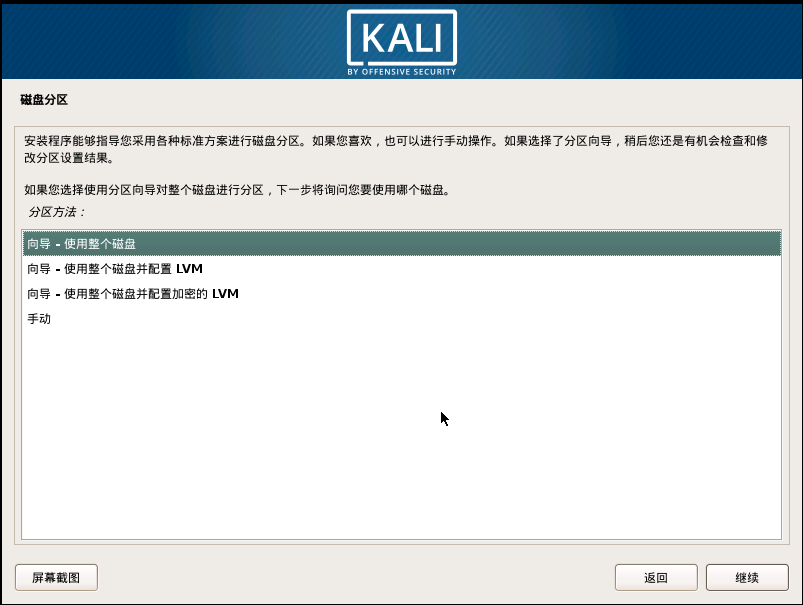 KALI
BY OFFENSIVE SECURITY
磁盘分区
安装程序能够指导您采用各种标准方案进行磁盘分区。如果您喜欢，也可以进行手动操作。如果选择了分区向导，稍后您还是有机会检查和修
改分区设置结果。
如果您选择使用分区向导对整个磁盘进行分区，下一步将询问您要使用哪个磁盘。
分区方法：
向导 - 使用整个磁盘
向导 - 使用整个磁盘并配置 LVM
向导 - 使用整个磁盘并配置加密的 LVM
手动
屏幕截图
返回
继续